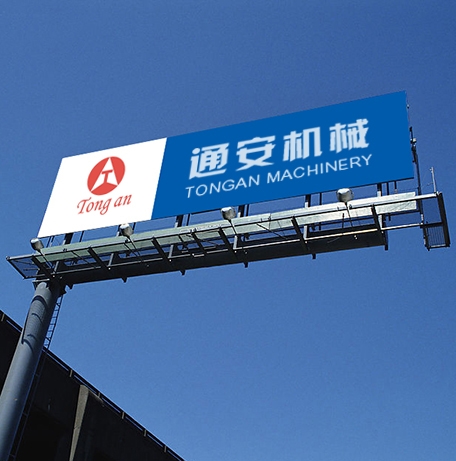 Tong an
通安机械
TONGAN MACHINERY